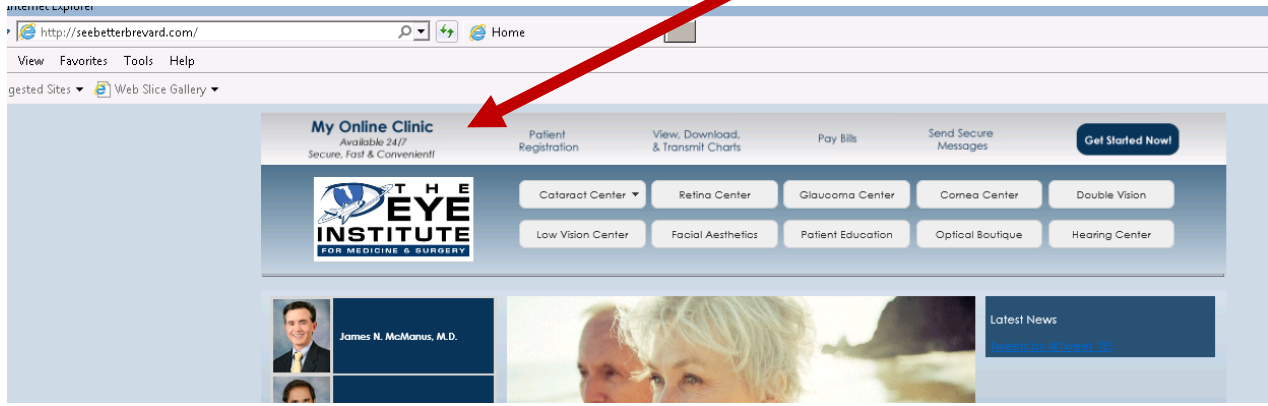 Internet Explorer
http://seebetterbrevard.com/
Home
View Favorites Tools Help
gested Sites Web Slice Gallery
My Online Clinic
Available 24/7
Secure, Fast & Convenient!
Patient
Registration
View, Download,
& Transmit Charts
Pay Bills
Send Secure
Messages
Get Started Now!
THE
EYE
INSTITUTE
FOR MEDICINE & SURGERY
Cataract Center
Retina Center
Glaucoma Center
Cornea Center
Double Vision
Low Vision Center
Facial Aesthetics
Patient Education
Optical Boutique
Hearing Center
James N. McManus, M.D.
Latest News